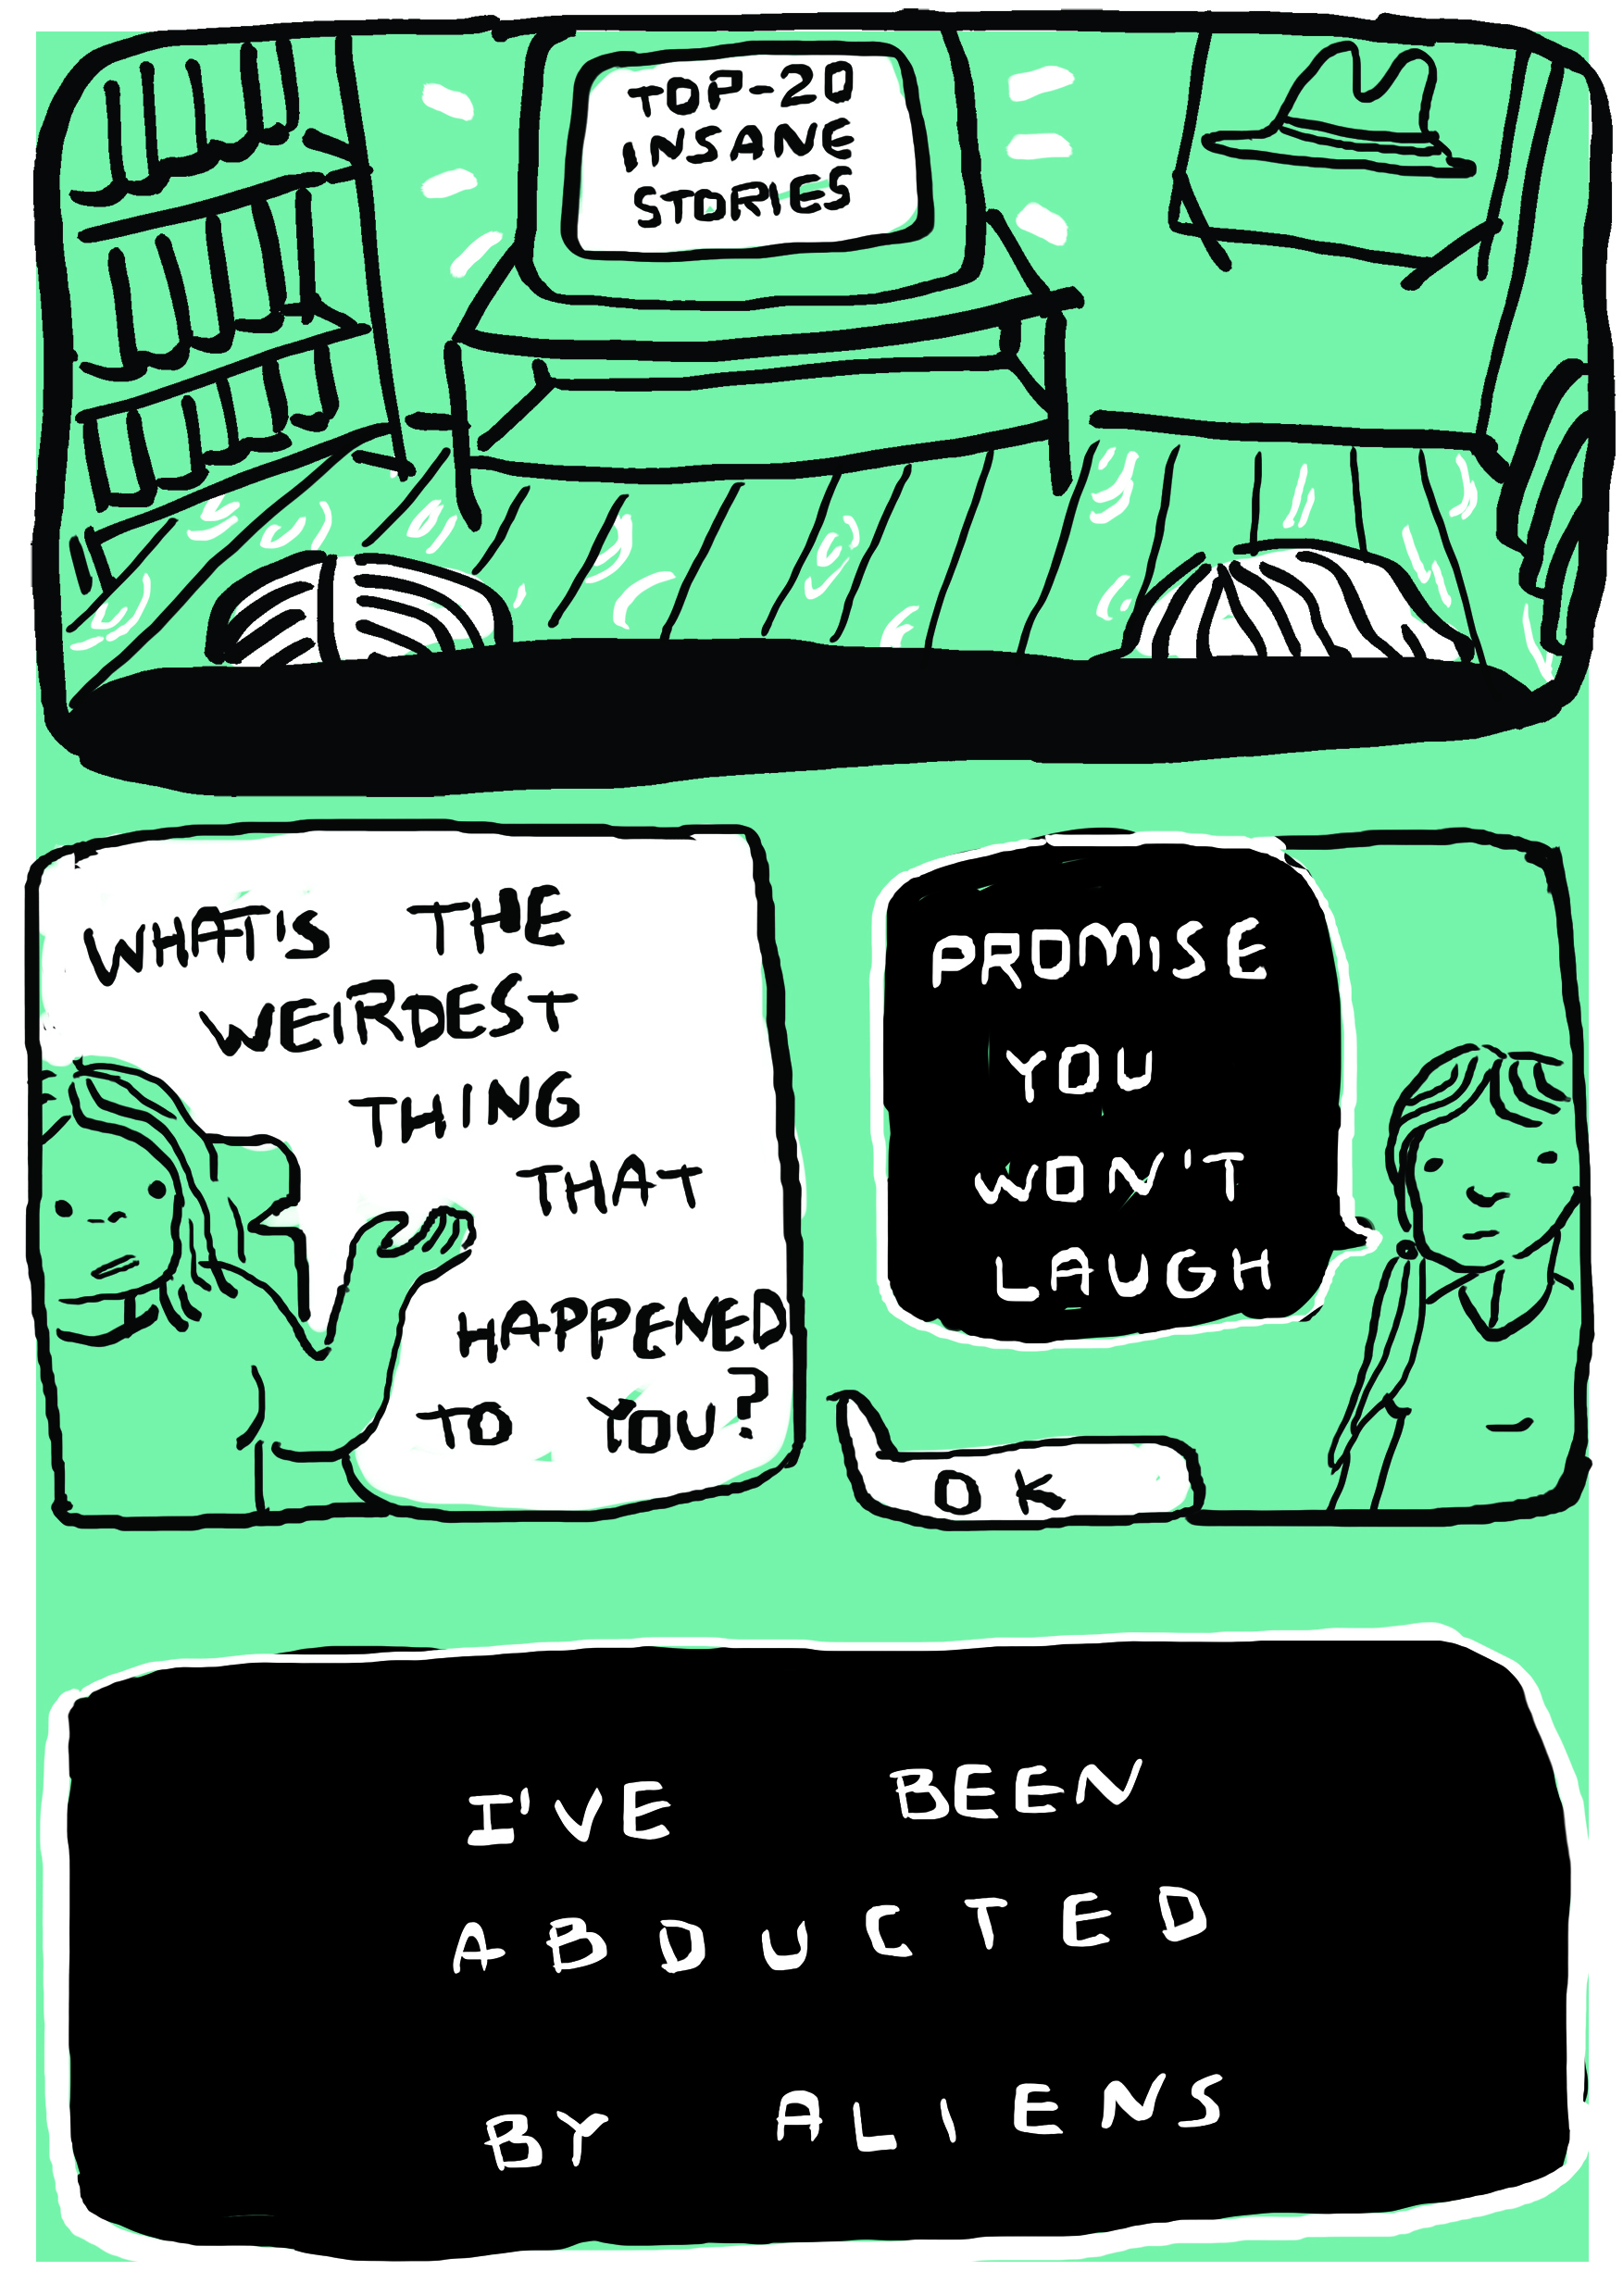 TOP-20
INSANE
STORIES
WHAT'S THE
WEIRDEST
THING
THAT
HAPPENED
TO YOU?
PROMISE
YOU
WON'T
LAUGH
OK
I'VE BEEN
ABDUCTED
BY ALIENS